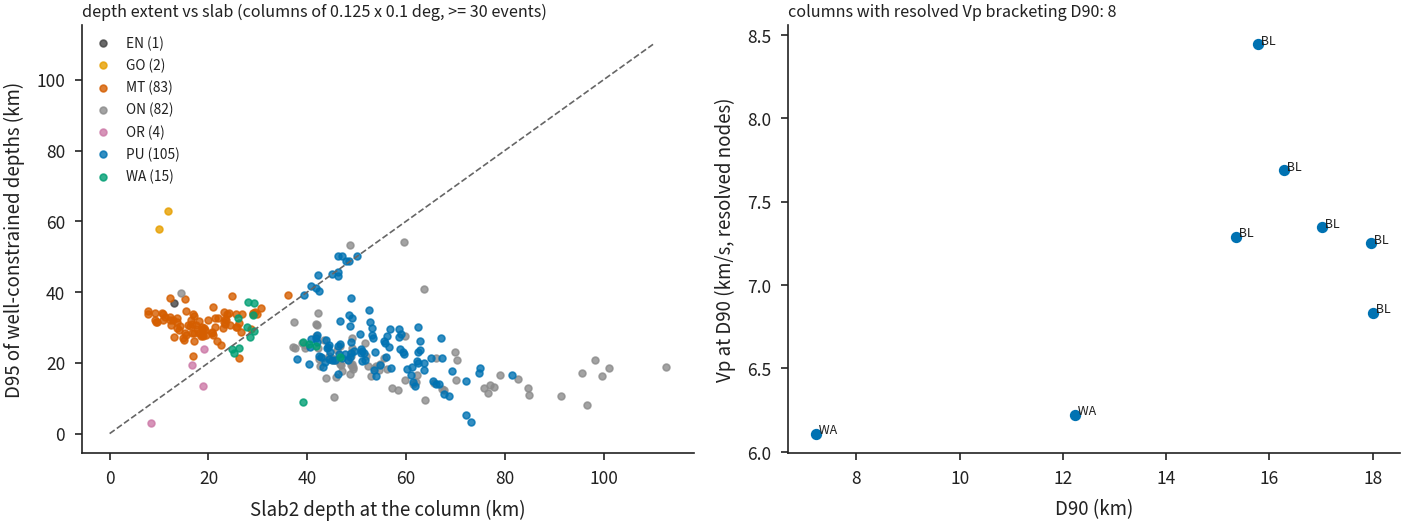 depth extent vs slab (columns of 0.125 x 0.1 deg, >= 30 events)
D95 of well-constrained depths (km)
100
80
60
40
20
0
EN (1)
GO (2)
MT (83)
ON (82)
OR (4)
PU (105)
WA (15)
0 20 40 60 80 100
Slab2 depth at the column (km)
columns with resolved Vp bracketing D90: 8
Vp at D90 (km/s, resolved nodes)
8.5
8.0
7.5
7.0
6.5
6.0
BL
BL
BL
BL
BL
BL
WA
WA
8 10 12 14 16 18
D90 (km)